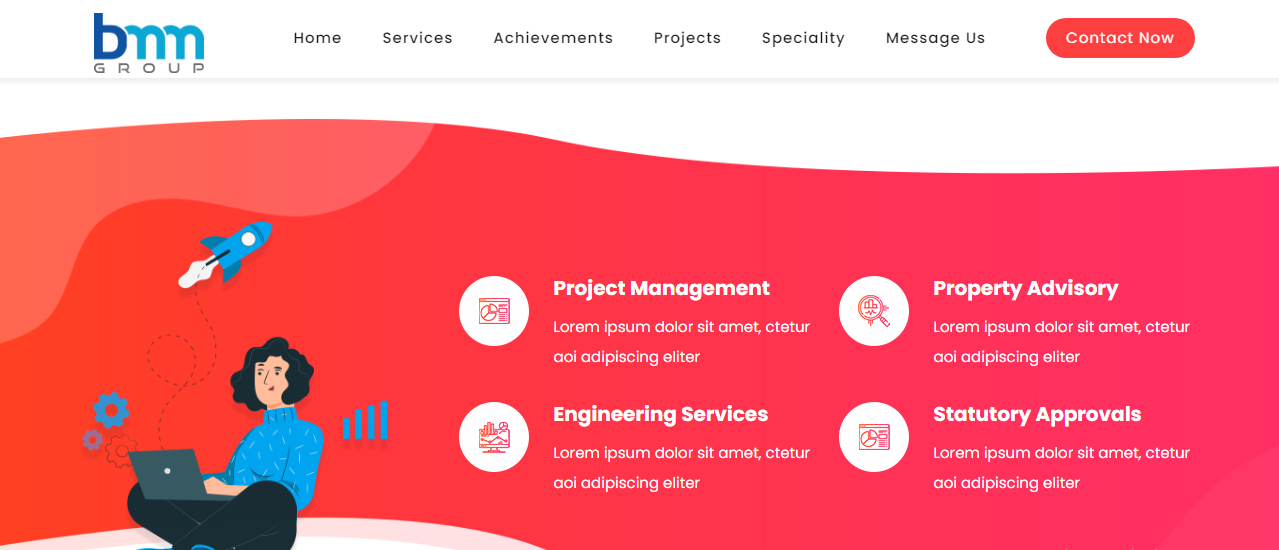 bmm
GROUP
Home Services Achievements Projects Speciality Message Us Contact Now
Project Management
Lorem ipsum dolor sit amet, ctetur
aoi adipiscing eliter
Property Advisory
Lorem ipsum dolor sit amet, ctetur
aoi adipiscing eliter
Engineering Services
Lorem ipsum dolor sit amet, ctetur
aoi adipiscing eliter
Statutory Approvals
Lorem ipsum dolor sit amet, ctetur
aoi adipiscing eliter